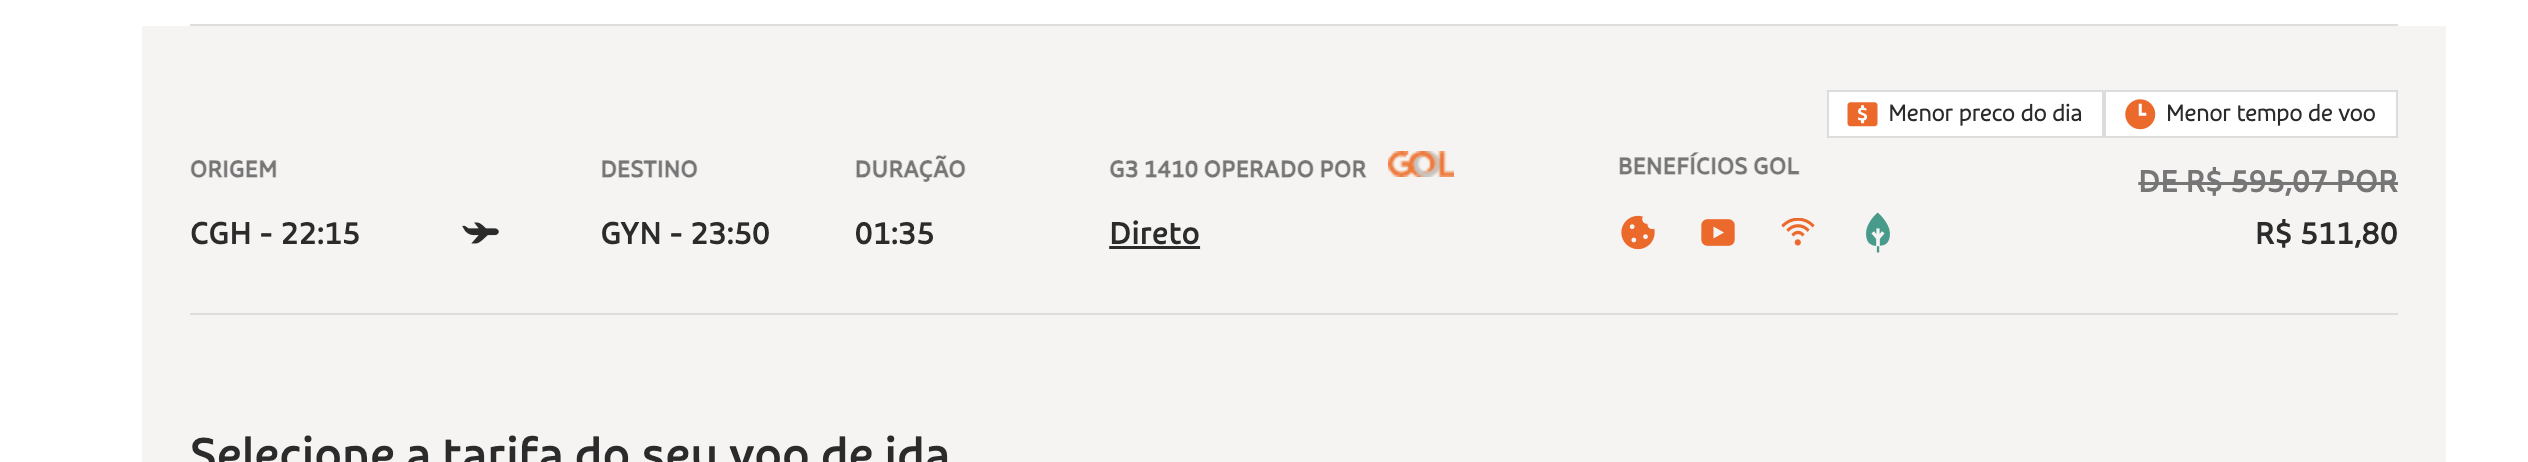 Menor preco do dia
Menor tempo de voo
ORIGEM
CGH - 22:15
DESTINO
GYN - 23:50
DURAÇÃO
01:35
G3 1410 OPERADO POR GOL
Direto
BENEFÍCIOS GOL
DE R$ 595,07 POR
R$ 511,80
Selecione a tarifa do seu voo de ida